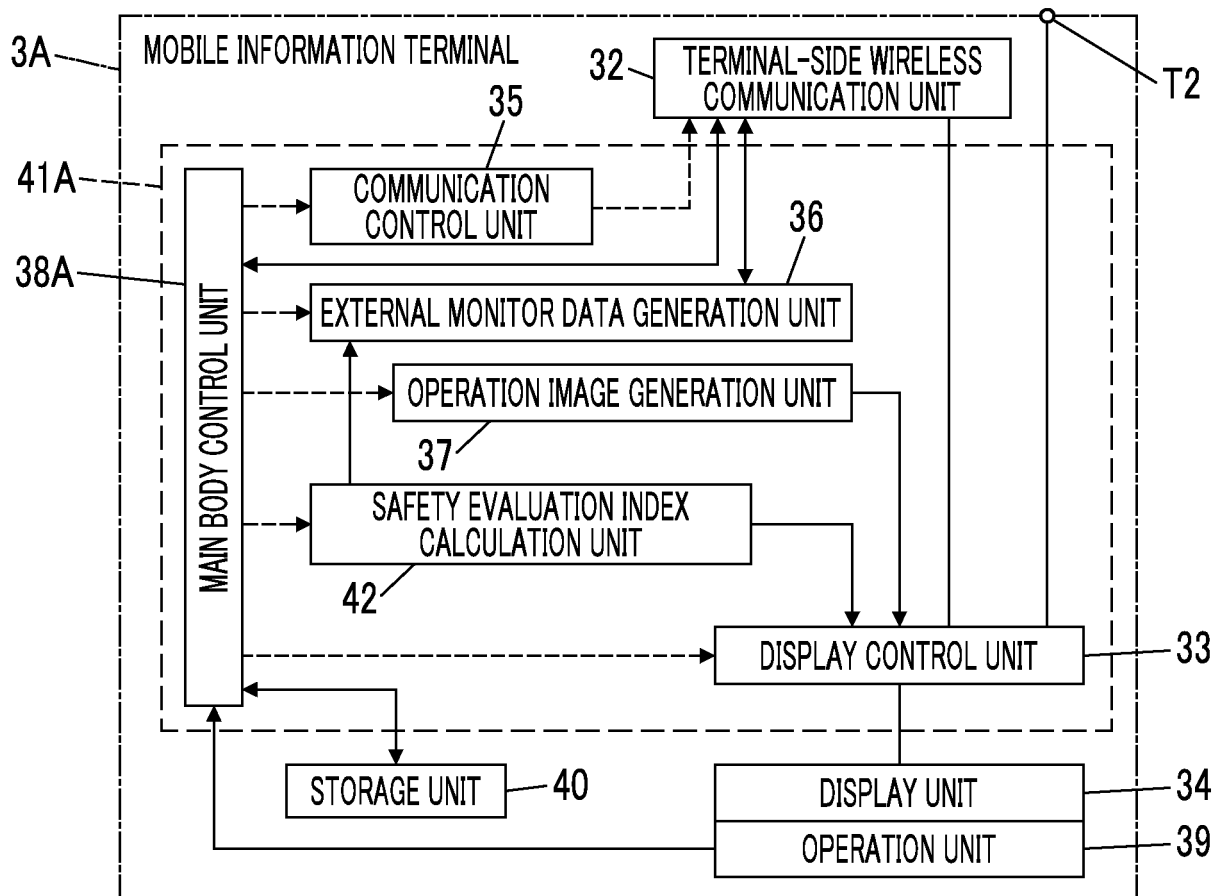 3A
MOBILE INFORMATION TERMINAL
T2
32
TERMINAL-SIDE WIRELESS
COMMUNICATION UNIT
35
41A
COMMUNICATION
CONTROL UNIT
36
38A
MAIN BODY CONTROL UNIT
EXTERNAL MONITOR DATA GENERATION UNIT
OPERATION IMAGE GENERATION UNIT
37
SAFETY EVALUATION INDEX
CALCULATION UNIT
42
DISPLAY CONTROL UNIT
33
STORAGE UNIT
40
DISPLAY UNIT
34
OPERATION UNIT
39